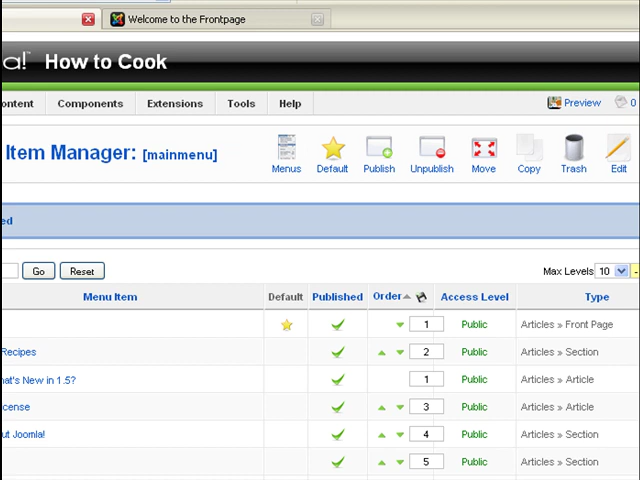 Welcome to the Frontpage
a!™ How to Cook
ontent Components Extensions Tools Help Preview 0
Item Manager: [mainmenu]
Menus Default Publish Unpublish Move Copy Trash Edit
ed
Go Reset Max Levels 10 -
Menu Item Default Published Order Access Level Type
1 Public Articles » Front Page
Recipes 2 Public Articles » Section
hat's New in 1.5? 1 Public Articles » Article
icense 3 Public Articles » Article
ut Joomla! 4 Public Articles » Section
5 Public Articles » Section